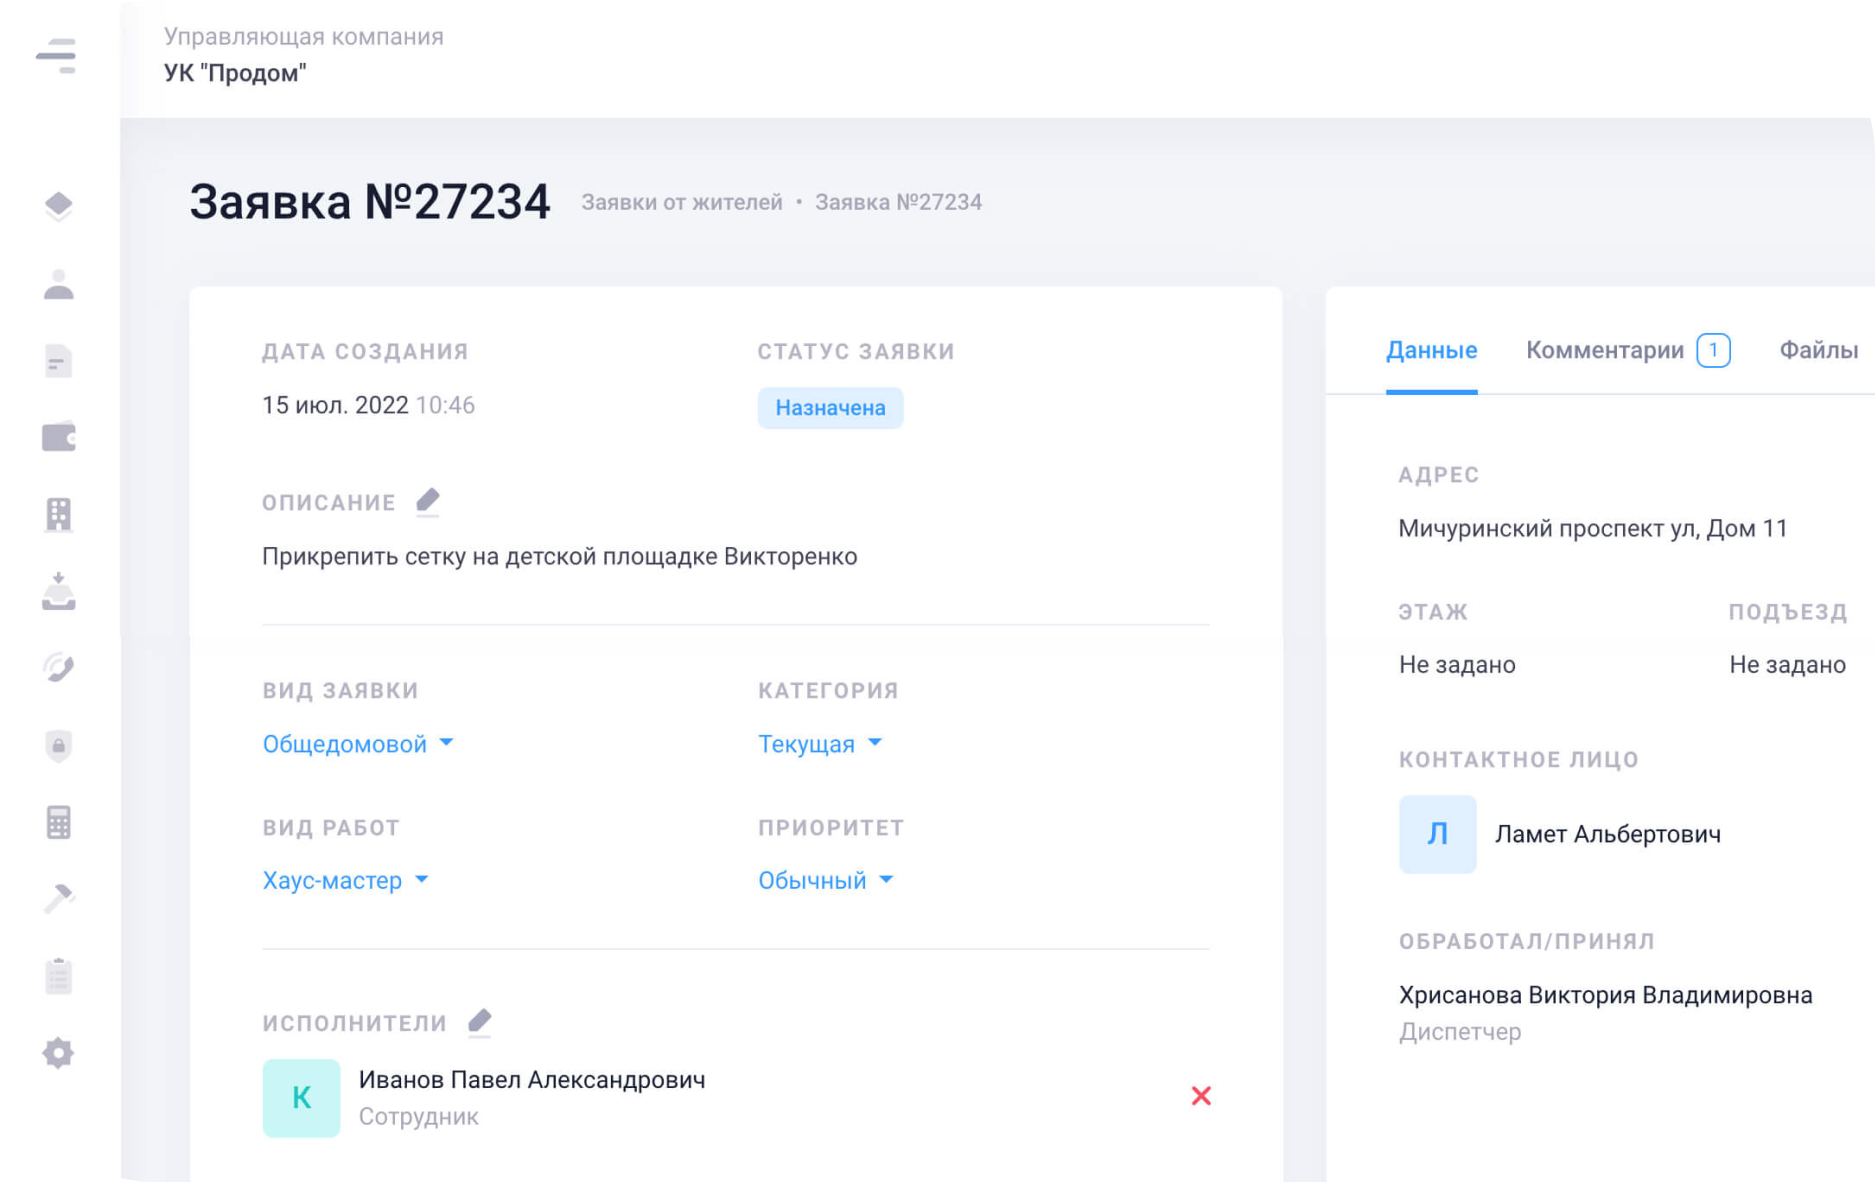 Управляющая компания
УК "Продом"
Заявка №27234
Заявки от жителей • Заявка №27234
ДАТА СОЗДАНИЯ
15 июл. 2022 10:46
СТАТУС ЗАЯВКИ
Назначена
ОПИСАНИЕ
Прикрепить сетку на детской площадке Викторенко
ВИД ЗАЯВКИ
Общедомовой
КАТЕГОРИЯ
Текущая
ВИД РАБОТ
Хаус-мастер
ПРИОРИТЕТ
Обычный
ИСПОЛНИТЕЛИ
К
Иванов Павел Александрович
Сотрудник
Данные Комментарии 1 Файлы
АДРЕС
Мичуринский проспект ул, Дом 11
ЭТАЖ
Не задано
ПОДЪЕЗД
Не задано
КОНТАКТНОЕ ЛИЦО
Л
Ламет Альбертович
ОБРАБОТАЛ/ПРИНЯЛ
Хрисанова Виктория Владимировна
Диспетчер